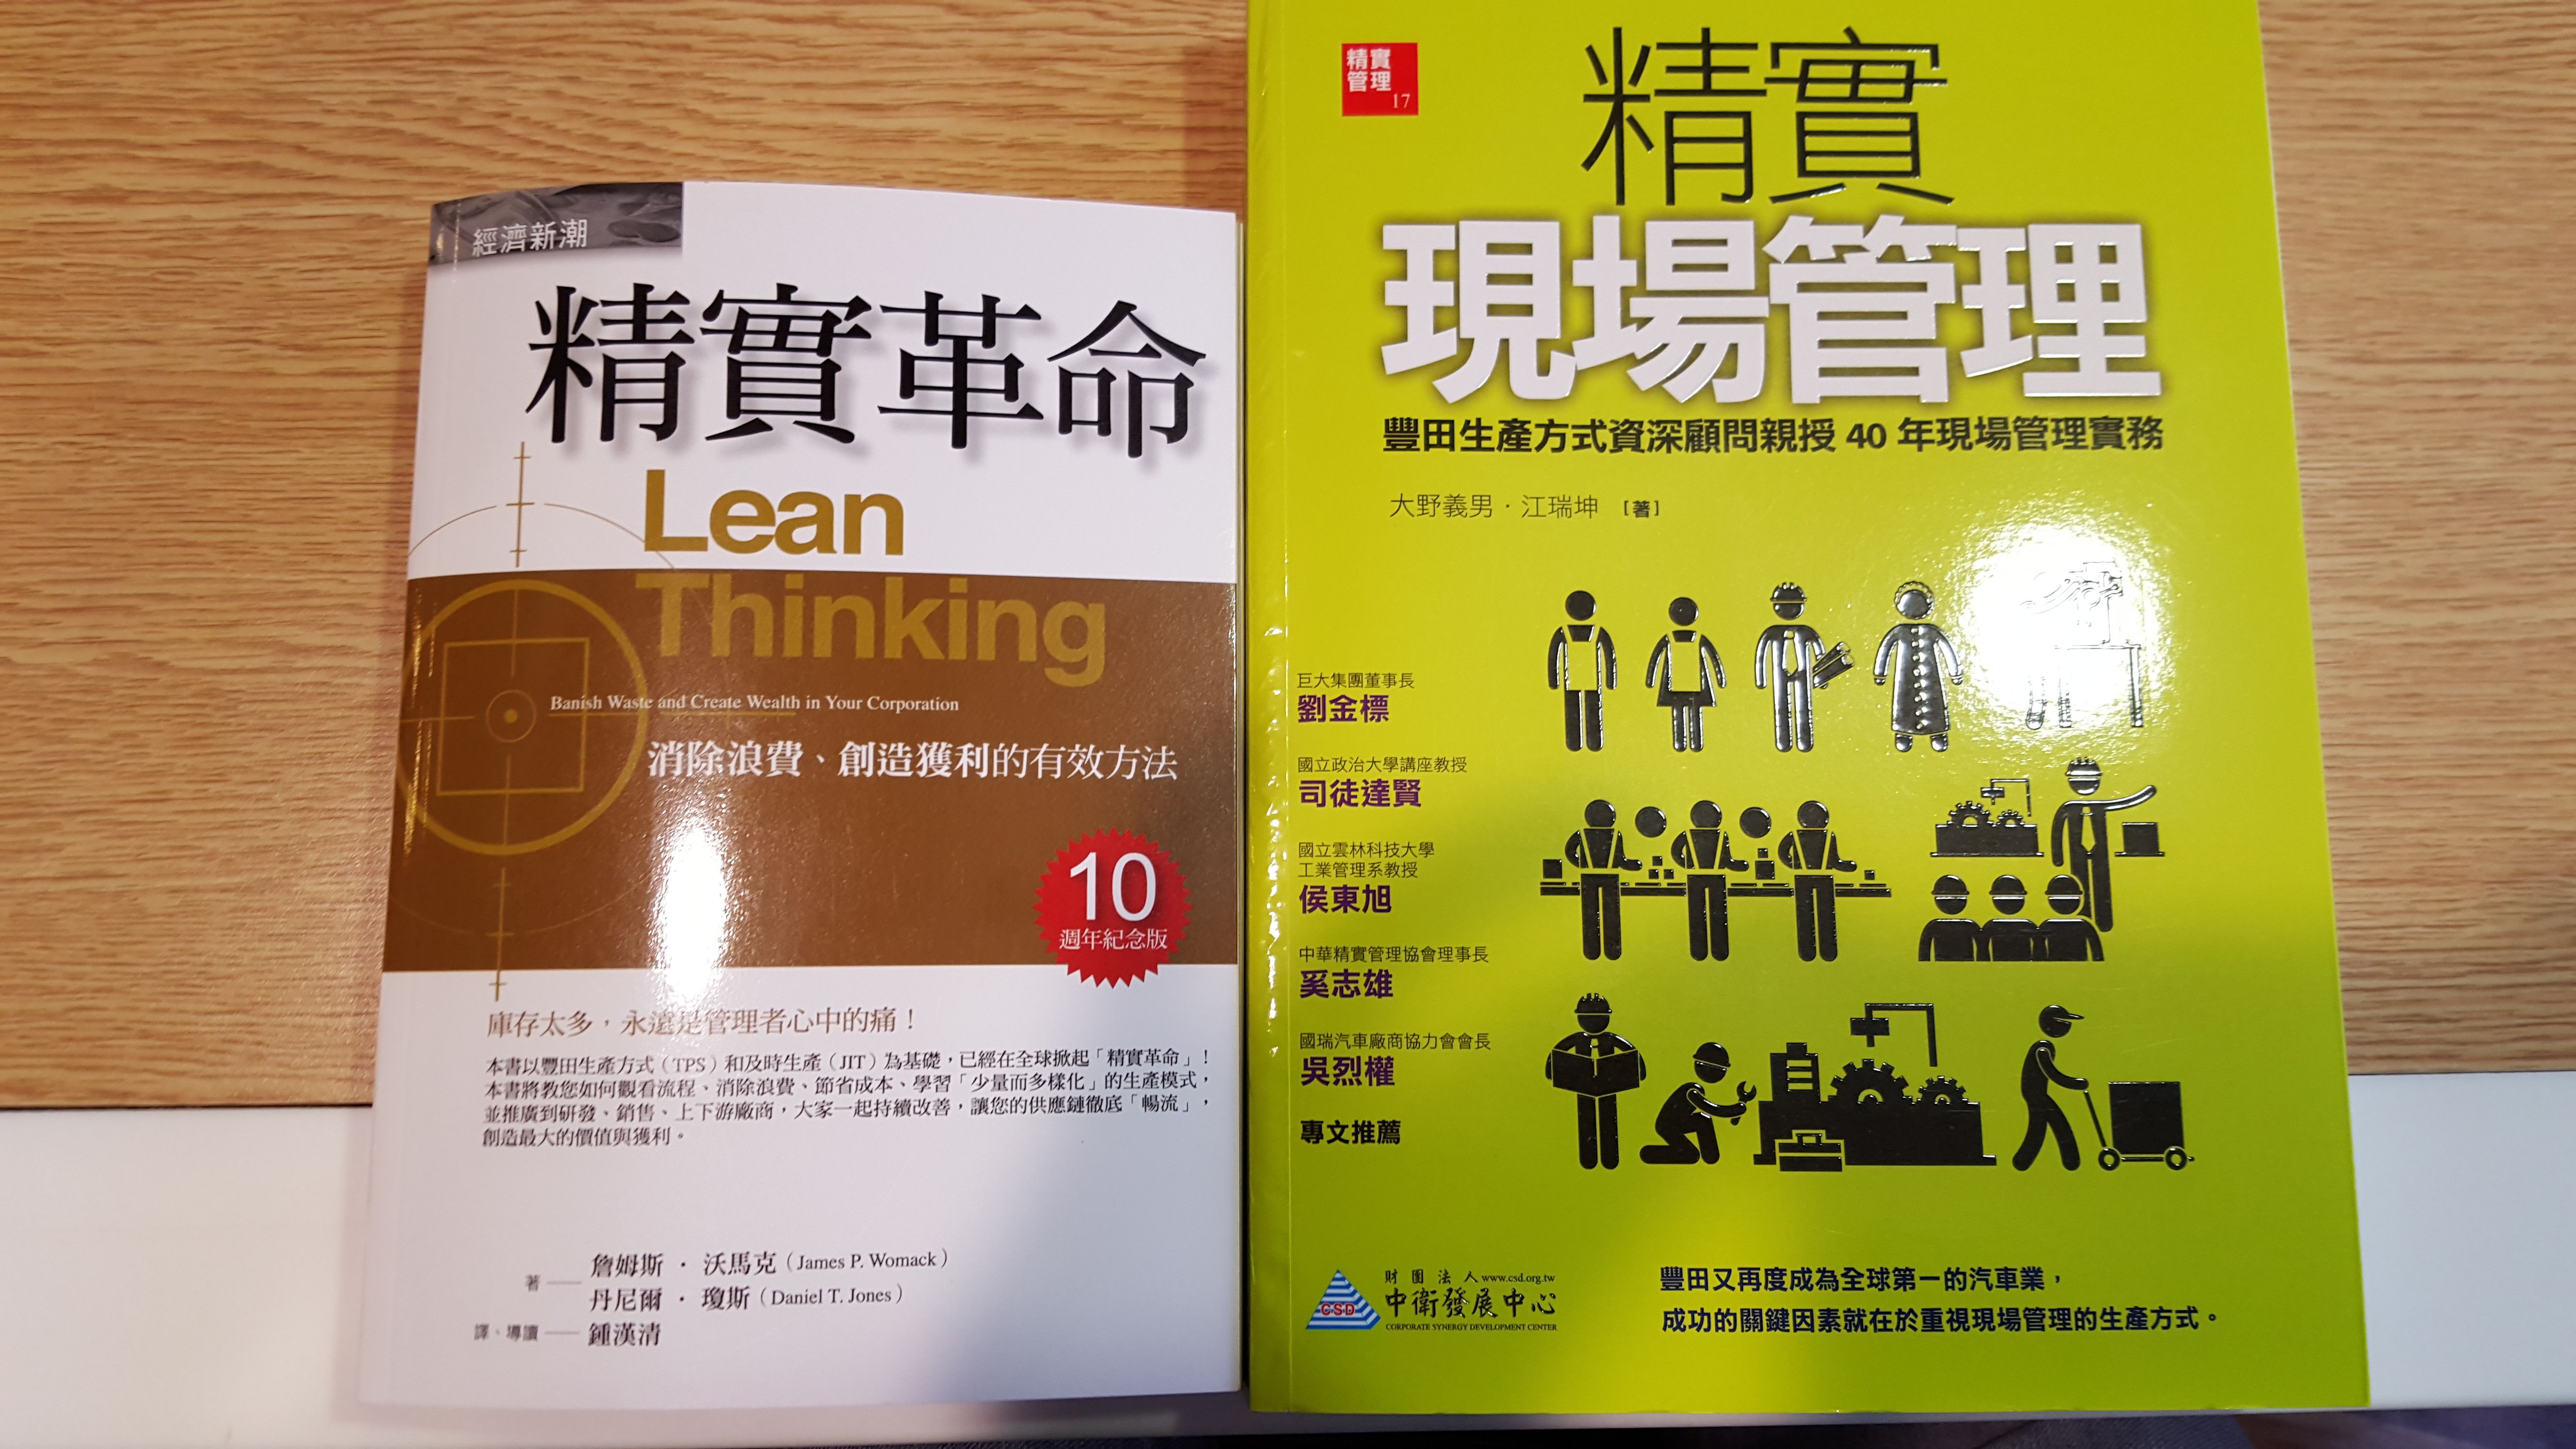 經濟新潮
精實革命
Lean
Thinking
Banish Waste and Create Wealth in Your Corporation
消除浪費、創造獲利的有效方法
10
週年紀念版
庫存太多，永遠是管理者心中的痛！
本書以豐田生產方式（TPS）和及時生產（JIT）為基礎，已經在全球掀起「精實革命」！
本書將教您如何觀看流程、消除浪費、節省成本、學習「少量而多樣化」的生產模式，
並推廣到研發、銷售、上下游廠商，大家一起持續改善，讓您的供應鏈徹底「暢流」，
創造最大的價值與獲利。
著 詹姆斯・沃馬克（James P. Womack）
丹尼爾・瓊斯（Daniel T. Jones）
譯、導讀 鍾漢清
精實
管理
17
精實
現場管理
豐田生產方式資深顧問親授 40 年現場管理實務
大野義男・江瑞坤 [著]
巨大集團董事長
劉金標
國立政治大學講座教授
司徒達賢
國立雲林科技大學
工業管理系教授
侯東旭
中華精實管理協會理事長
奚志雄
國瑞汽車廠商協力會會長
吳烈權
專文推薦
CSD
財團法人 www.csd.org.tw
中衛發展中心
CORPORATE SYNERGY DEVELOPMENT CENTER
豐田又再度成為全球第一的汽車業，
成功的關鍵因素就在於重視現場管理的生產方式。